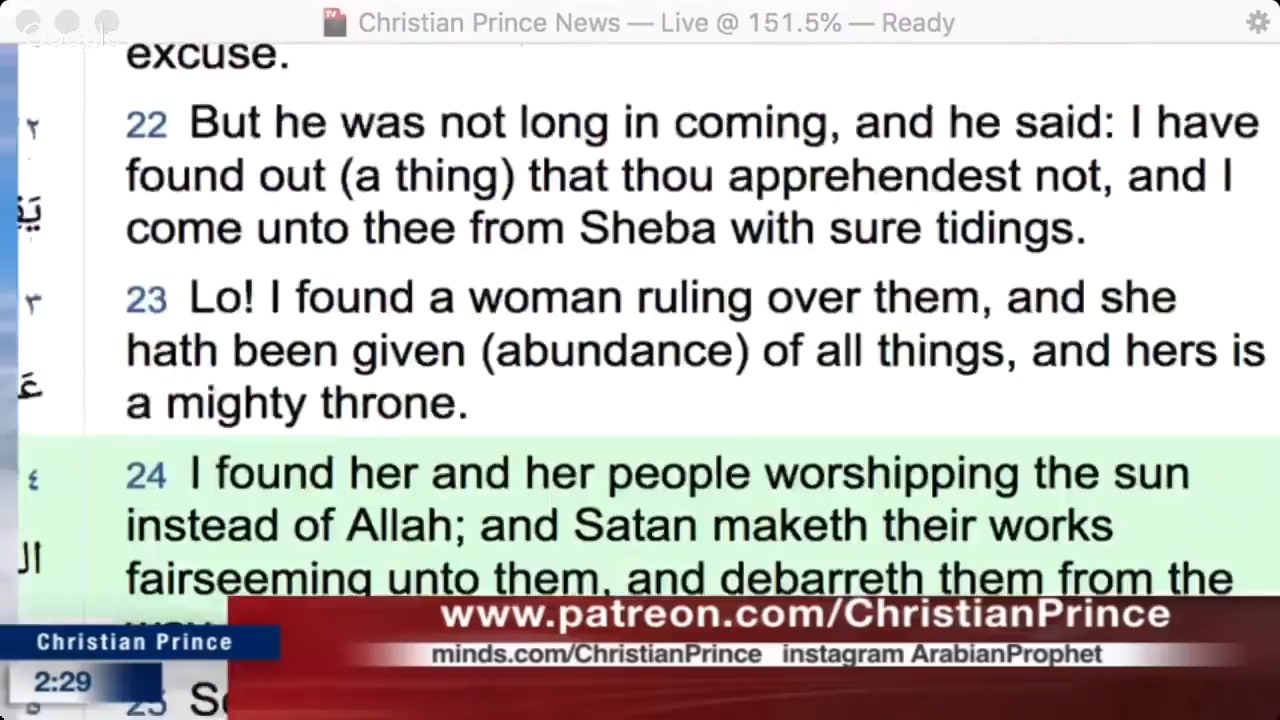 Christian Prince News — Live @ 151.5% — Ready
Google
excuse.
22 But he was not long in coming, and he said: I have
found out (a thing) that thou apprehendest not, and I
come unto thee from Sheba with sure tidings.
23 Lo! I found a woman ruling over them, and she
hath been given (abundance) of all things, and hers is
a mighty throne.
24 I found her and her people worshipping the sun
instead of Allah; and Satan maketh their works
fairseeming unto them, and debarreth them from the
www.patreon.com/ChristianPrince
Christian Prince
minds.com/ChristianPrince instagram ArabianProphet
2:29
25